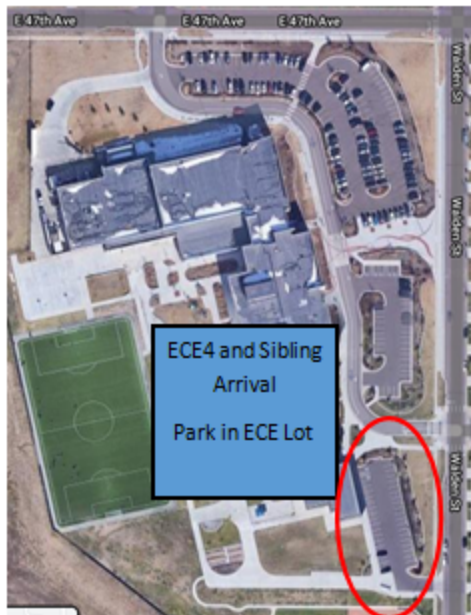 E 47th Ave E 47th Ave E 47th Ave
Walden St
Walden St
ECE4 and Sibling
Arrival
Park in ECE Lot
Walden St